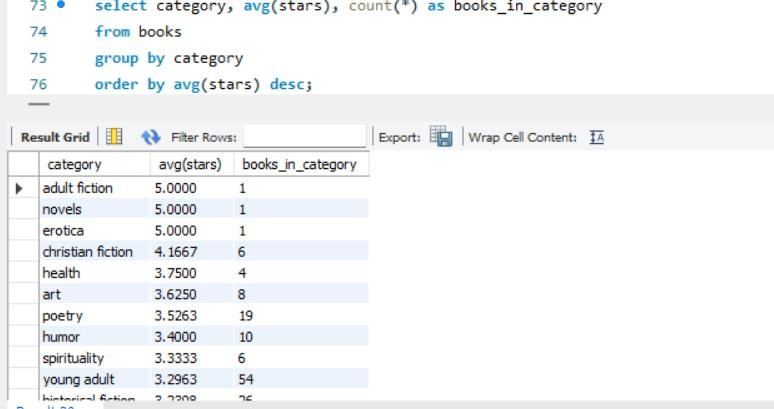 73 select category, avg(stars), count(*) as books_in_category
74 from books
75 group by category
76 order by avg(stars) desc;
Result Grid Filter Rows: Export: Wrap Cell Content:
category avg(stars) books_in_category
adult fiction 5.0000 1
novels 5.0000 1
erotica 5.0000 1
christian fiction 4.1667 6
health 3.7500 4
art 3.6250 8
poetry 3.5263 19
humor 3.4000 10
spirituality 3.3333 6
young adult 3.2963 54
historical fiction